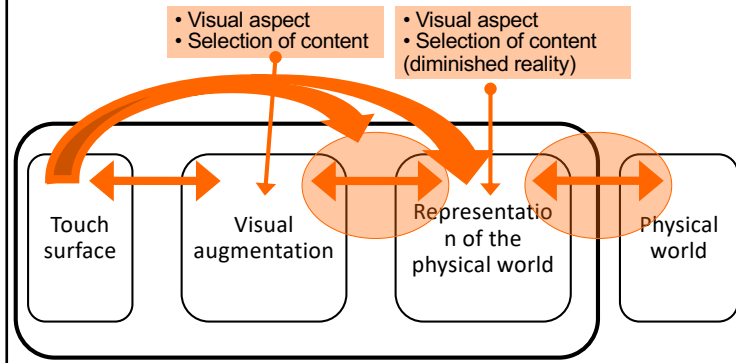 • Visual aspect
• Selection of content
• Visual aspect
• Selection of content
(diminished reality)
Touch
surface
Visual
augmentation
Representatio
n of the
physical world
Physical
world